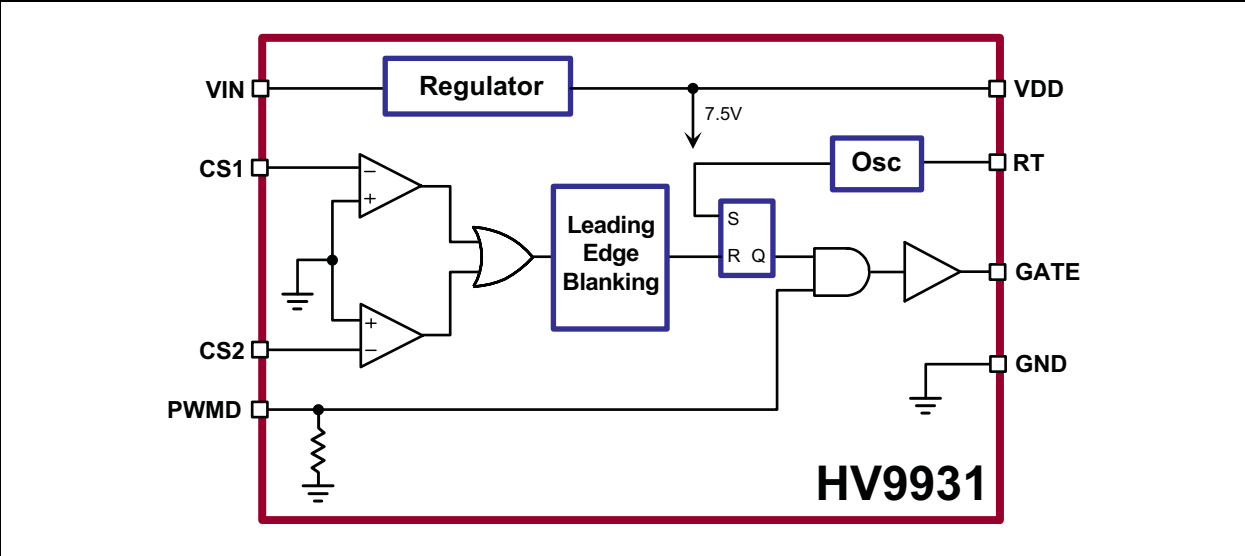 VIN
Regulator
VDD
7.5V
CS1
−
+
Osc
RT
Leading
Edge
Blanking
S
R Q
GATE
+
−
CS2
GND
PWMD
HV9931